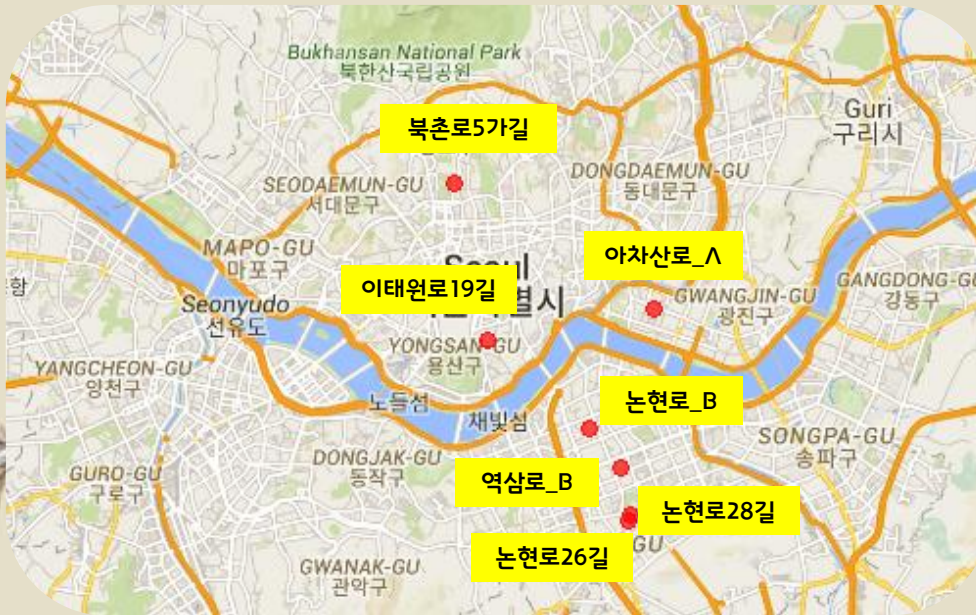 Bukhansan National Park
북한산국립공원
Guri
구리시
북촌로5가길
SEODAEMUN-GU
서대문구
DONGDAEMUN-GU
동대문구
MAPO-GU
마포구
아차산로_A
이태원로19길
GANGDONG-GU
강동구
GWANGJIN-GU
광진구
Seonyudo
선유도
YONGSAN-GU
용산구
YANGCHEON-GU
양천구
노들섬
채빛섬
논현로_B
SONGPA-GU
송파구
DONGJAK-GU
동작구
GURO-GU
구로구
역삼로_B
논현로28길
논현로26길
GU
GWANAK-GU
관악구